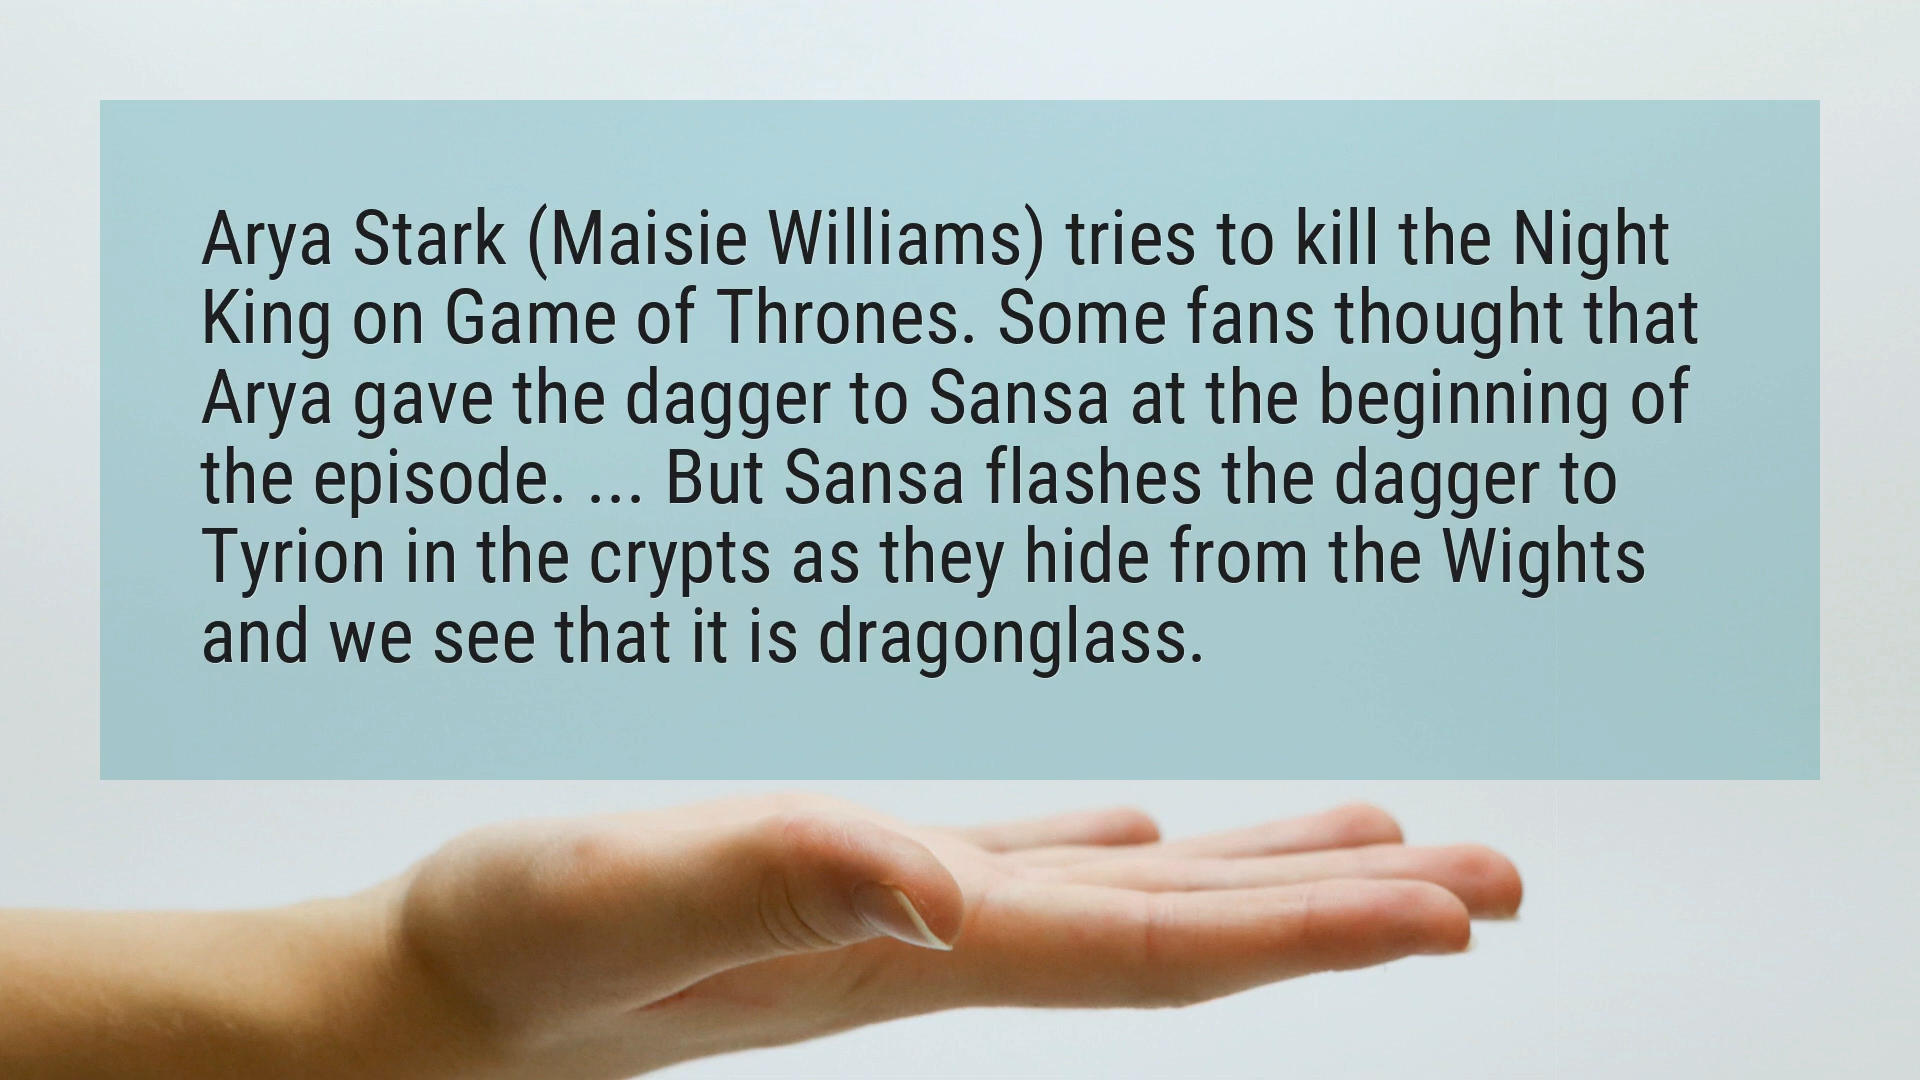 Arya Stark (Maisie Williams) tries to kill the Night
King on Game of Thrones. Some fans thought that
Arya gave the dagger to Sansa at the beginning of
the episode. ... But Sansa flashes the dagger to
Tyrion in the crypts as they hide from the Wights
and we see that it is dragonglass.